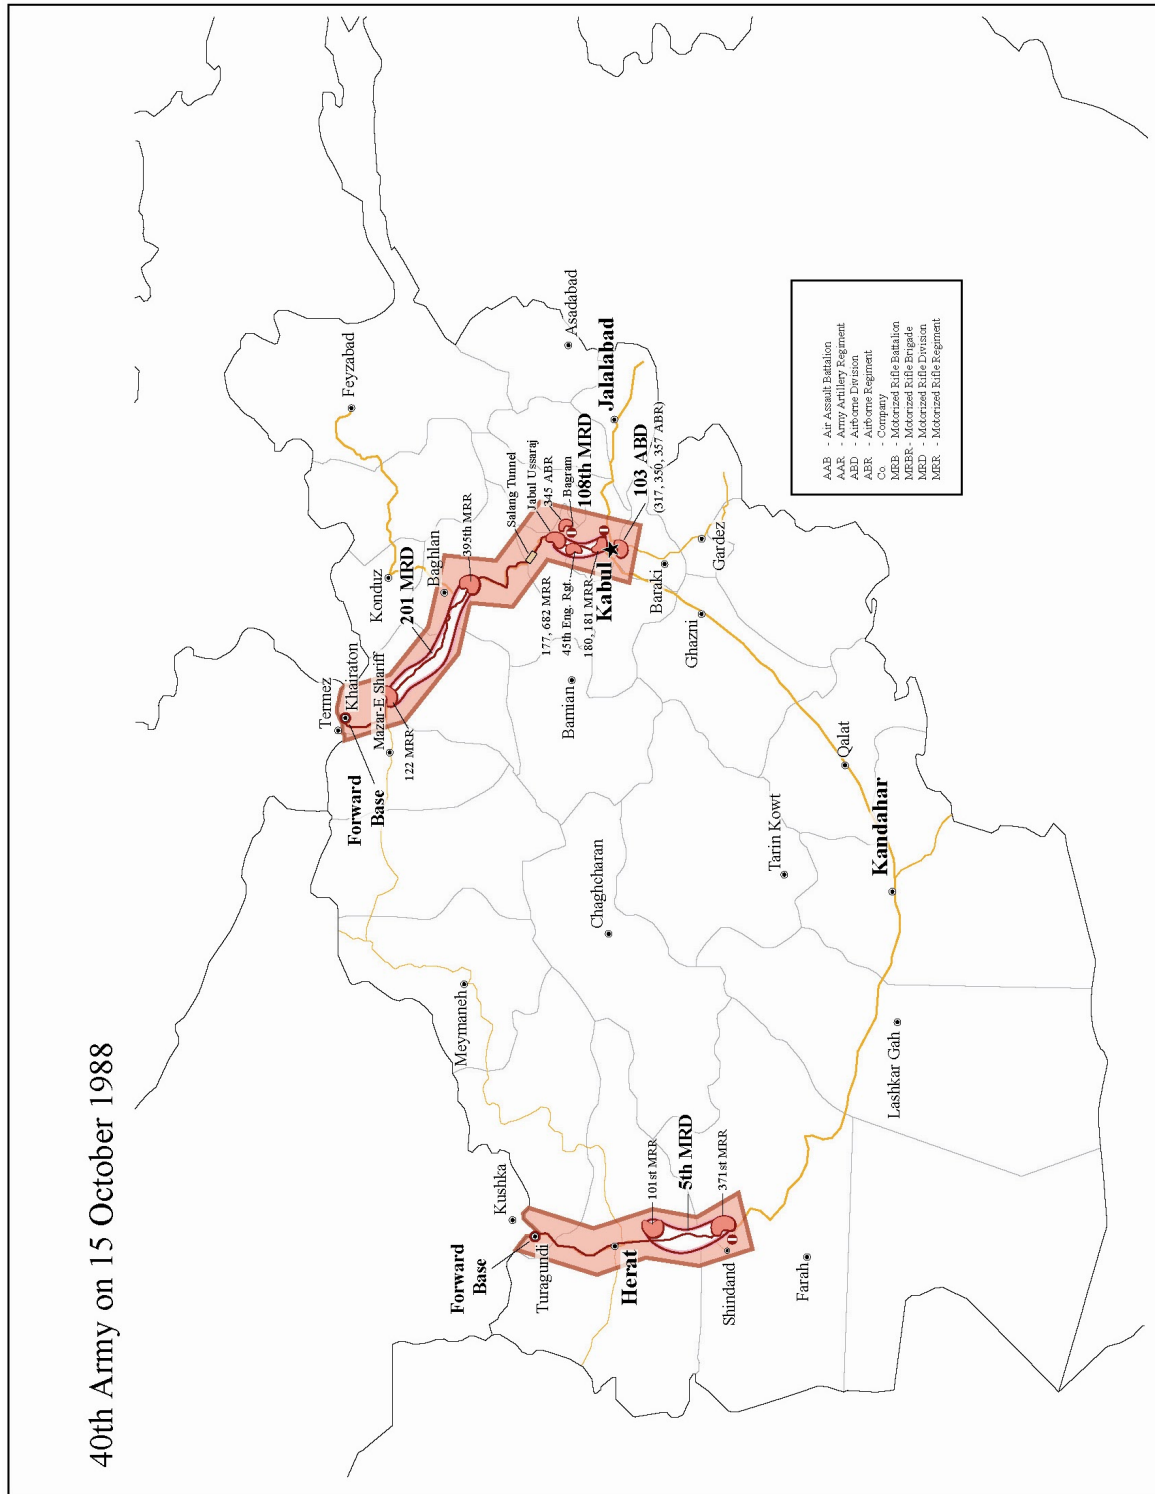 40th Army on 15 October 1988
Termez
Khairaton
Forward
Base
Mazar-E Shariff
122 MRR
Konduz
201 MRD
Baghlan
395th MRR
Feyzabad
Salang Tunnel
Jabul Ussaraj
345 ABR
Bagram
108th MRD
Asadabad
Jalalabad
177, 682 MRR
45th Eng. Rgt.
180, 181 MRR
Kabul
103 ABD
(317, 350, 357 ABR)
Baraki
Gardez
Ghazni
Bamian
Meymaneh
Chaghcharan
Tarin Kowt
Qalat
Kandahar
Lashkar Gah
Kushka
Forward
Base
Turagundi
Herat
101st MRR
5th MRD
371st MRR
Shindand
Farah
AAB - Air Assault Battalion
AAR - Army Artillery Regiment
ABD - Airborne Division
ABR - Airborne Regiment
Co. - Company
MRB - Motorized Rifle Battalion
MRBR - Motorized Rifle Brigade
MRD - Motorized Rifle Division
MRR - Motorized Rifle Regiment